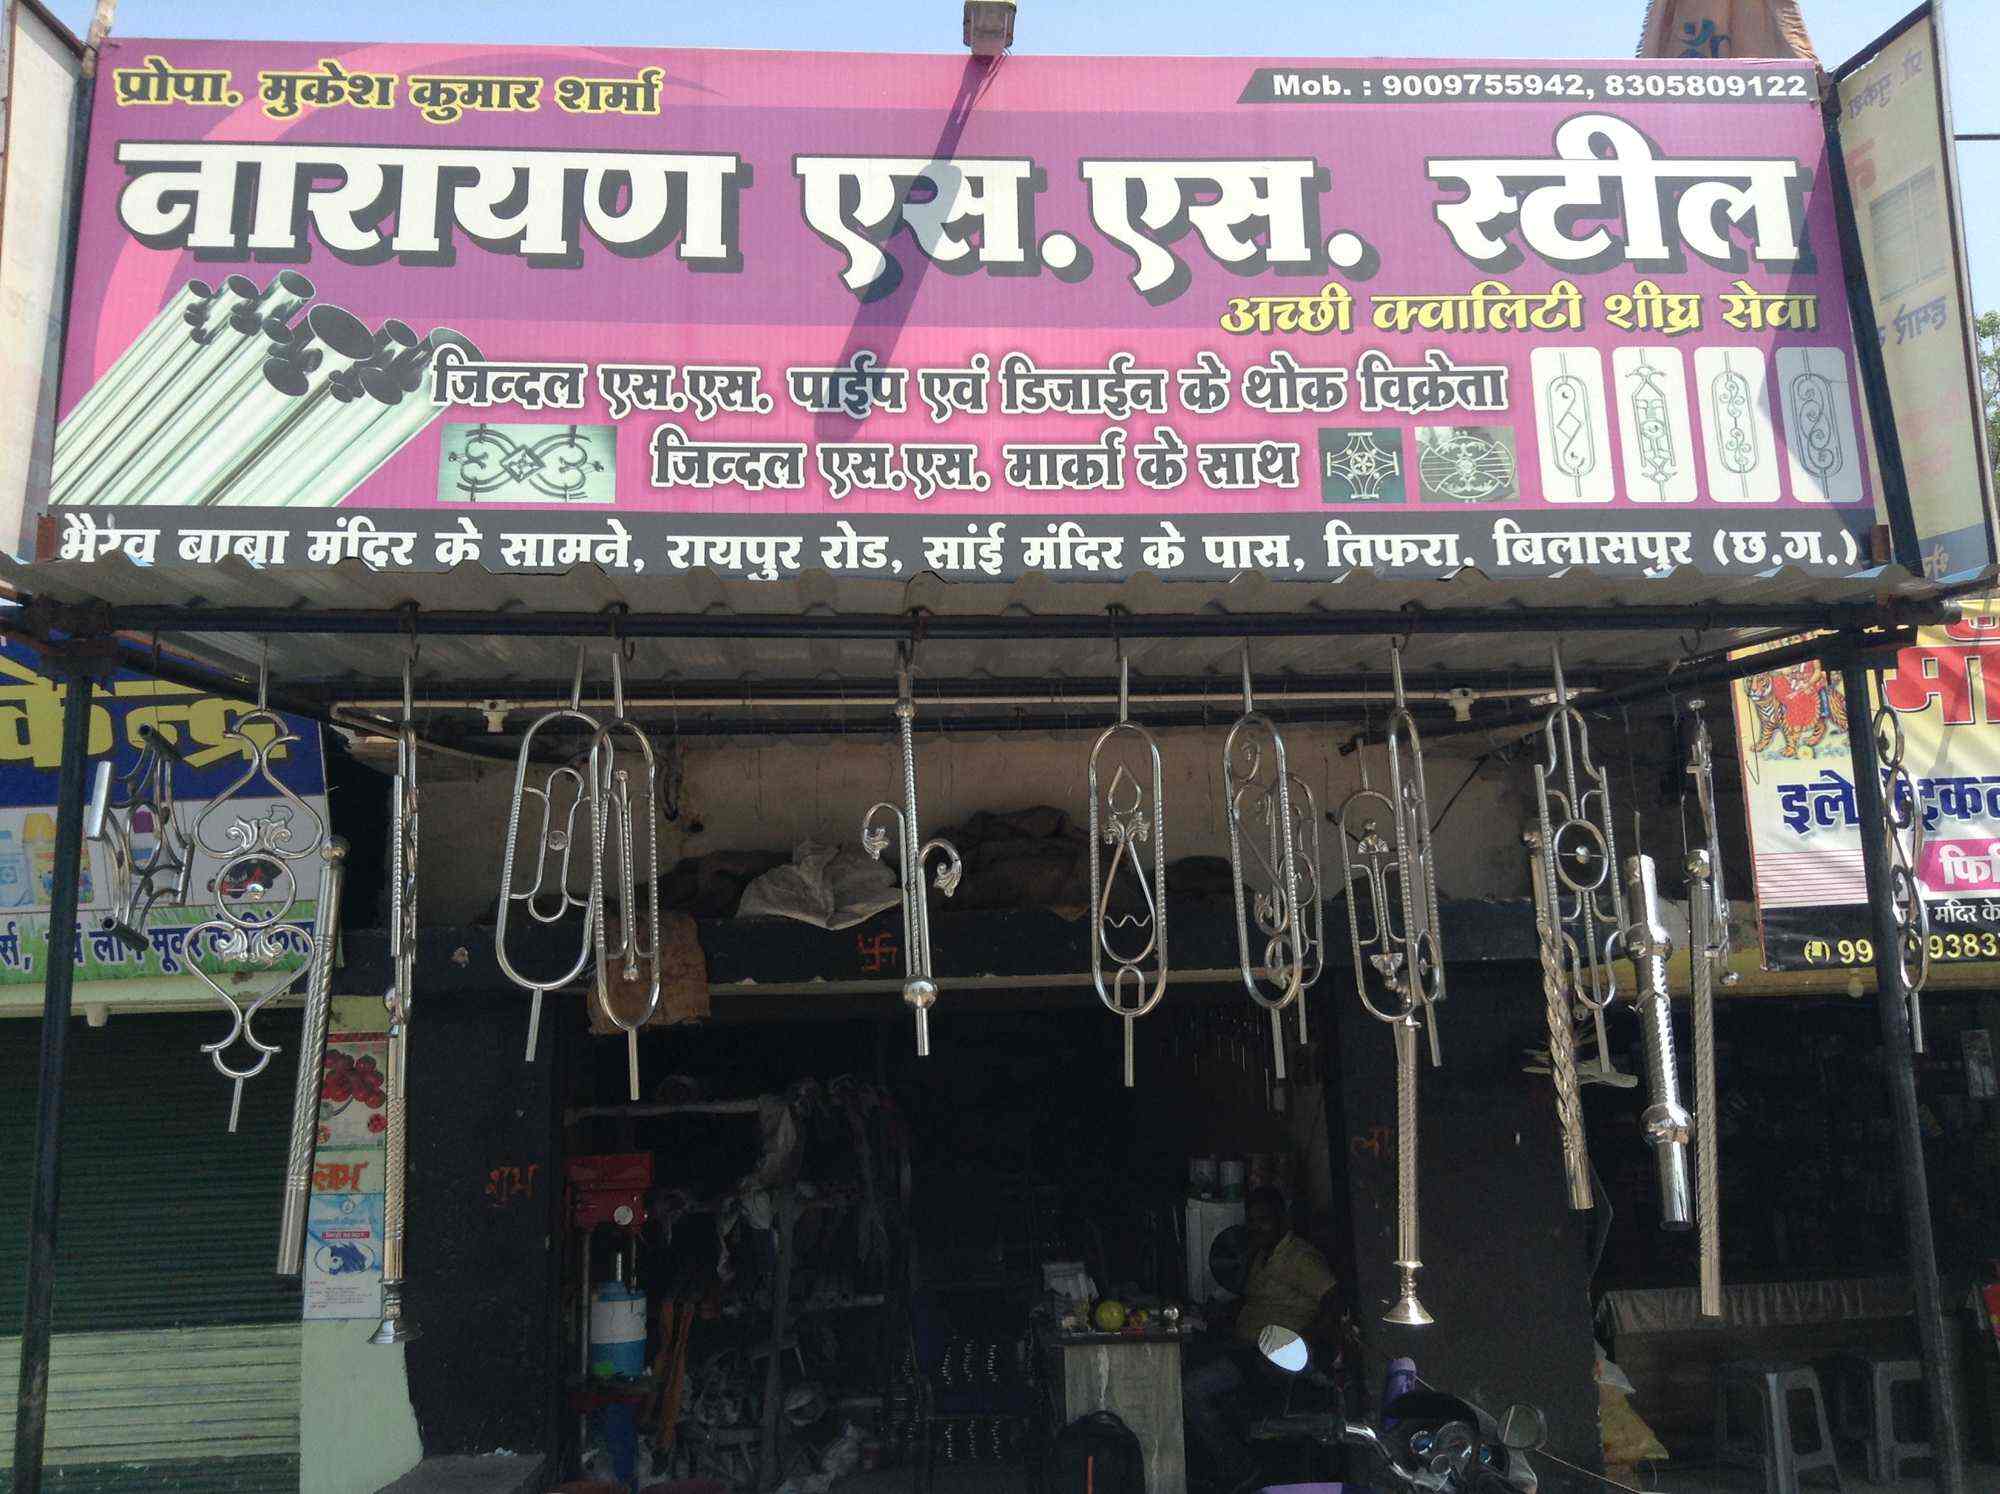 प्रोपा. मुकेश कुमार शर्मा
Mob. : 9009755942, 8305809122
नारायण एस.एस. स्टील
अच्छी क्वालिटी शीघ्र सेवा
जिन्दल एस.एस. पाईप एवं डिजाईन के थोक विक्रेता
जिन्दल एस.एस. मार्का के साथ
भैरव बाबा मंदिर के सामने, रायपुर रोड, सांई मंदिर के पास, तिफरा, बिलासपुर (छ.ग.)
केन्द्र
मंदिर के
शुभ
लाभ